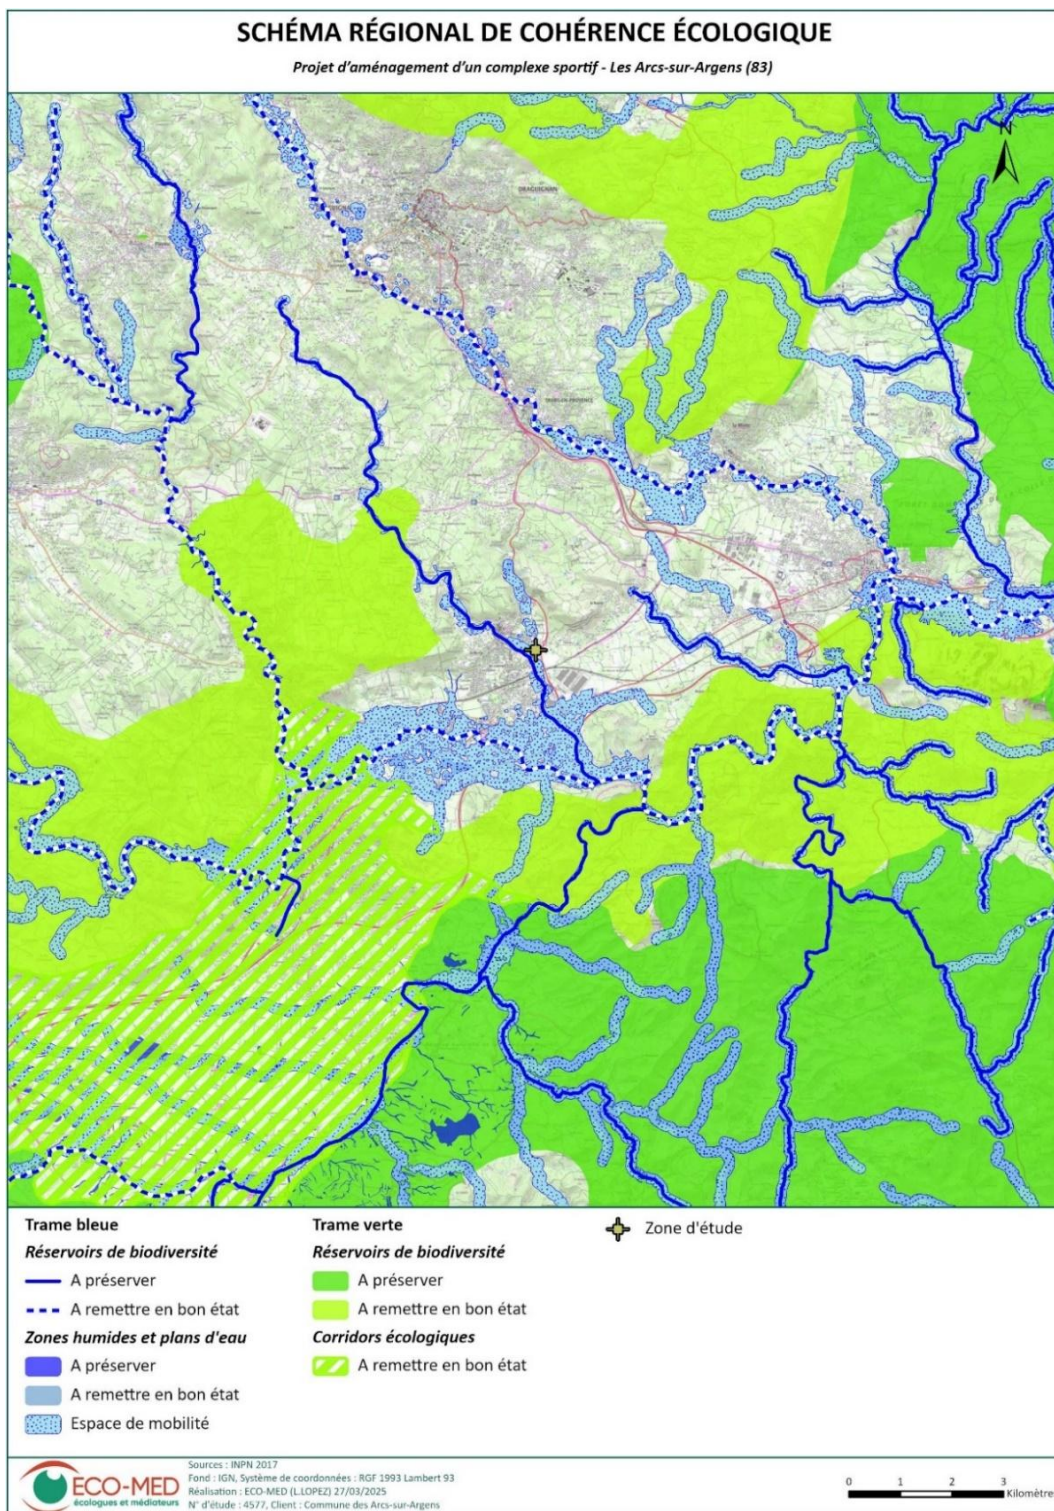 SCHÉMA RÉGIONAL DE COHÉRENCE ÉCOLOGIQUE
Projet d'aménagement d'un complexe sportif - Les Arcs-sur-Argens (83)
N
DRAGUIGNAN
TRANS-EN-PROVENCE
Trame bleue
Réservoirs de biodiversité
A préserver
A remettre en bon état
Zones humides et plans d'eau
A préserver
A remettre en bon état
Espace de mobilité
Trame verte
Réservoirs de biodiversité
A préserver
A remettre en bon état
Corridors écologiques
A remettre en bon état
Zone d'étude
ECO-MED
écologues et médiateurs
Sources : INPN 2017
Fond : IGN, Système de coordonnées : RGF 1993 Lambert 93
Réalisation : ECO-MED (L.LOPEZ) 27/03/2025
N° d'étude : 4577, Client : Commune des Arcs-sur-Argens
0 1 2 3
Kilomètres